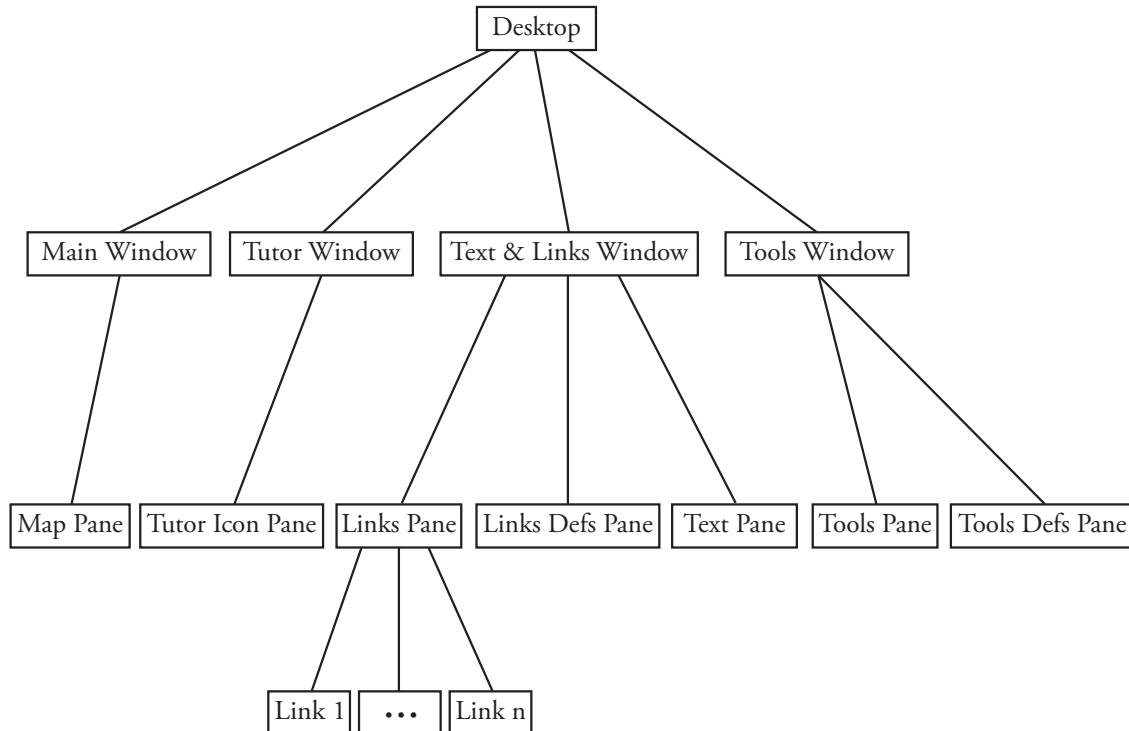 Desktop
Main Window
Tutor Window
Text & Links Window
Tools Window
Map Pane
Tutor Icon Pane
Links Pane
Links Defs Pane
Text Pane
Tools Pane
Tools Defs Pane
Link 1
...
Link n